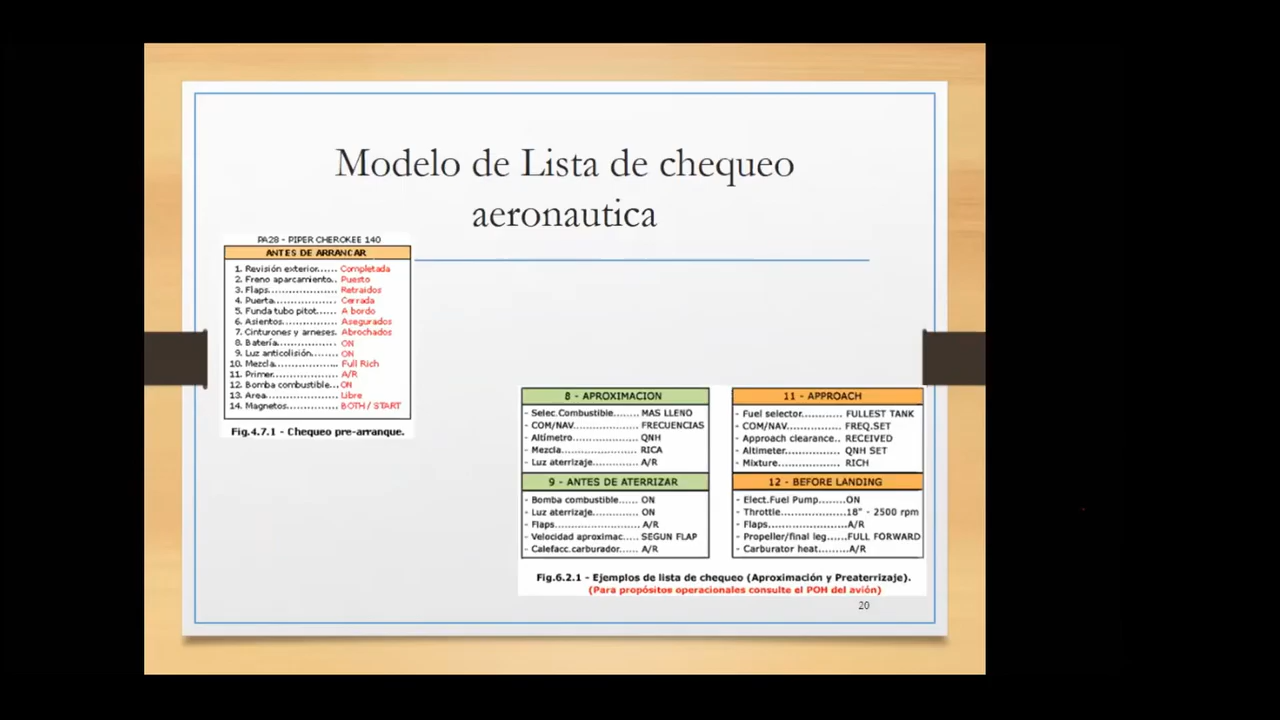 Modelo de Lista de chequeo
aeronautica
PA28 - PIPER CHEROKEE 140
ANTES DE ARRANCAR
1. Revisión exterior...... Completada
2. Freno aparcamiento.. Puesto
3. Flaps.................... Retraidos
4. Puerta.................. Cerrada
5. Funda tubo pitot...... A bordo
6. Asientos................ Asegurados
7. Cinturones y arneses. Abrochados
8. Batería................. ON
9. Luz anticolisión........ ON
10. Mezcla.................. Full Rich
11. Primer.................. A/R
12. Bomba combustible... ON
13. Area.................... Libre
14. Magnetos............... BOTH / START
Fig.4.7.1 - Chequeo pre-arranque.
8 - APROXIMACION
- Selec.Combustible........ MAS LLENO
- COM/NAV.................... FRECUENCIAS
- Altímetro.................... QNH
- Mezcla....................... RICA
- Luz aterrizaje............. A/R
9 - ANTES DE ATERRIZAR
- Bomba combustible...... ON
- Luz aterrizaje............. ON
- Flaps......................... A/R
- Velocidad aproximac..... SEGUN FLAP
- Calefacc.carburador...... A/R
11 - APPROACH
- Fuel selector............ FULLEST TANK
- COM/NAV................. FREQ.SET
- Approach clearance.. RECEIVED
- Altimeter................. QNH SET
- Mixture.................... RICH
12 - BEFORE LANDING
- Elect.Fuel Pump........ON
- Throttle...................18" - 2500 rpm
- Flaps.......................A/R
- Propeller/final leg......FULL FORWARD
- Carburator heat.........A/R
Fig.6.2.1 - Ejemplos de lista de chequeo (Aproximación y Preaterrizaje).
(Para propósitos operacionales consulte el POH del avión)
20